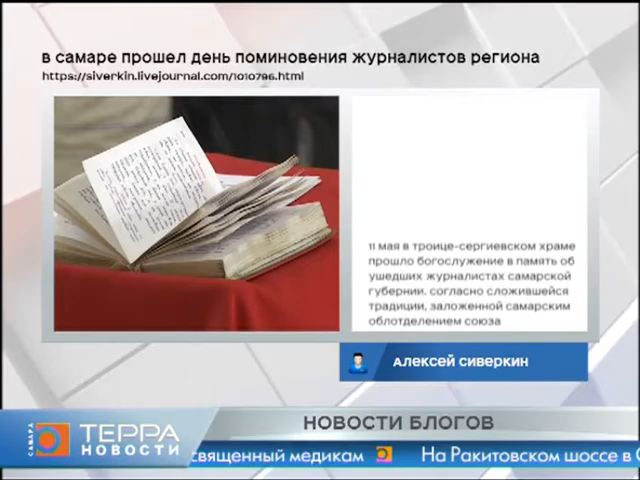 в самаре прошел день поминовения журналистов региона
https://siverkin.livejournal.com/1010796.html
11 мая в троице-сергиевском храме
прошло богослужение в память об
ушедших журналистах самарской
губернии. согласно сложившейся
традиции, заложенной самарским
облотделением союза
АЛЕКСЕЙ СИВЕРКИН
НОВОСТИ БЛОГОВ
САМАРА
ТЕРРА
НОВОСТИ
священный медикам На Ракитовском шоссе в